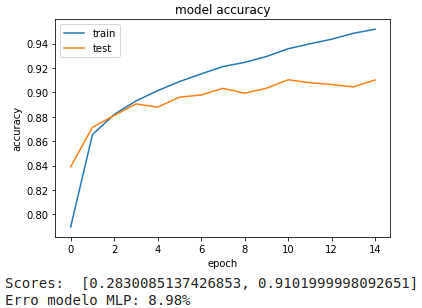 model accuracy
train
test
0.94
0.92
0.90
0.88
0.86
0.84
0.82
0.80
accuracy
0 2 4 6 8 10 12 14
epoch
Scores:  [0.2830085137426853, 0.9101999998092651]
Erro modelo MLP: 8.98%